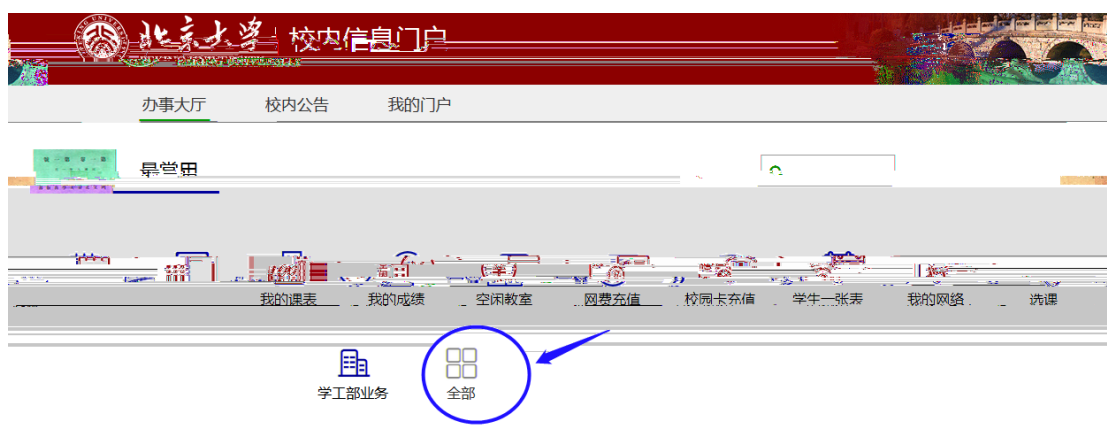 北京大学 校内信息门户
办事大厅 校内公告 我的门户
最常用
我的课表 我的成绩 空闲教室 网费充值 校园卡充值 学生一张表 我的网络 选课
学工部业务 全部